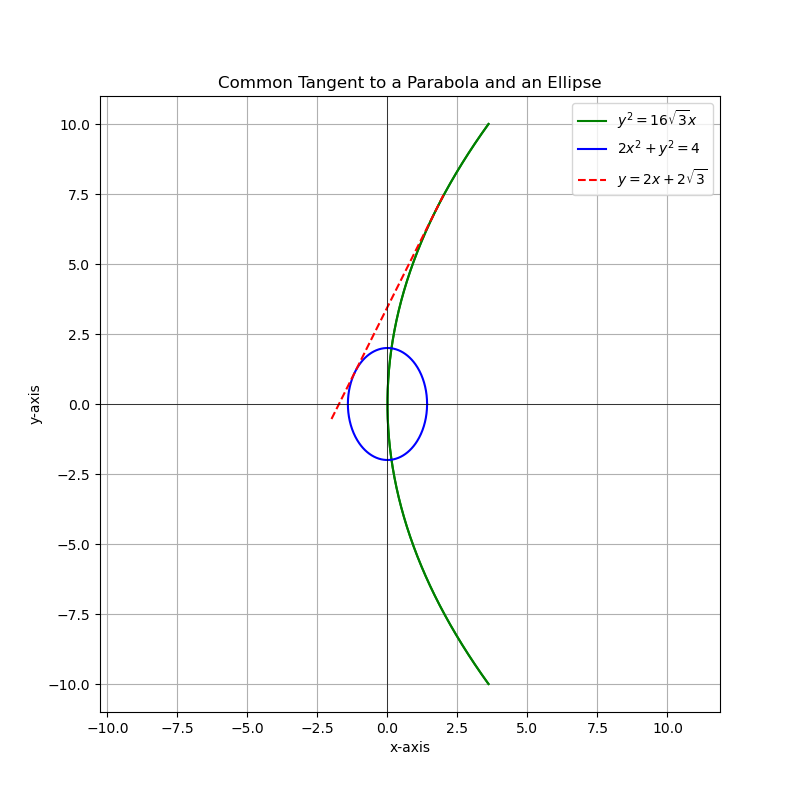 Common Tangent to a Parabola and an Ellipse
y² = 16√3x
2x² + y² = 4
y = 2x + 2√3
10.0
7.5
5.0
2.5
0.0
−2.5
−5.0
−7.5
−10.0
y-axis
−10.0 −7.5 −5.0 −2.5 0.0 2.5 5.0 7.5 10.0
x-axis